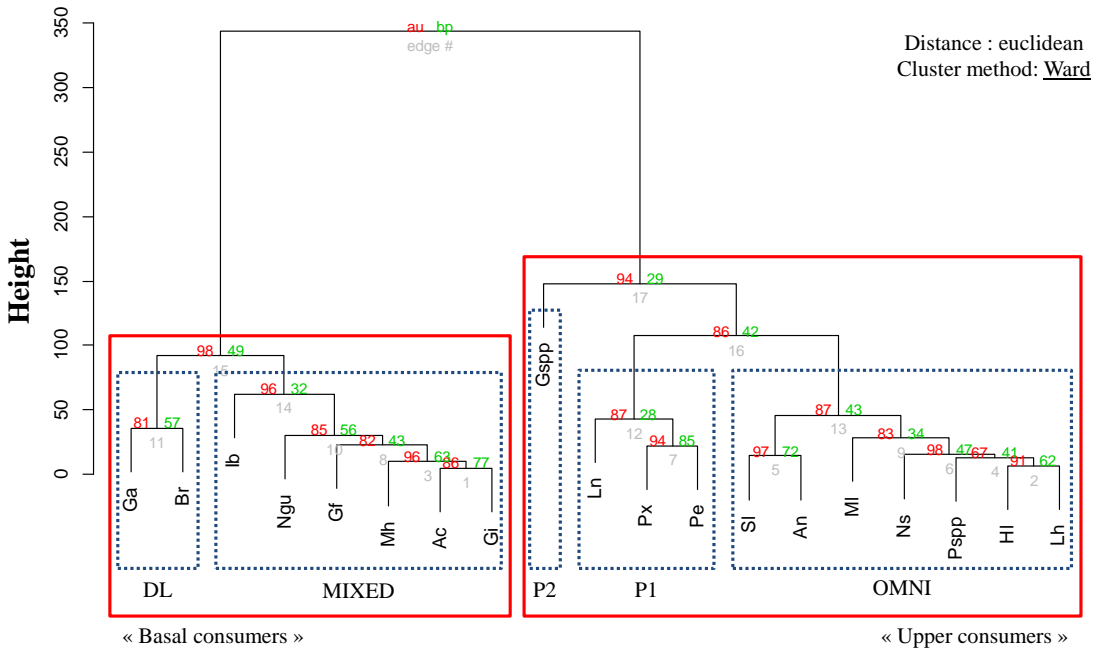 au bp
edge #
Distance : euclidean
Cluster method: Ward
Height
350
300
250
200
150
100
50
0
94 29
17
86 42
16
98 49
15
96 32
14
81 57
11
85 56
10
82 43
8
96 63
3
86 77
1
87 28
12
94 85
7
87 43
13
97 72
5
83 34
9
98 47
6
67 41
4
91 62
2
Ga
Br
Ib
Ngu
Gf
Mh
Ac
Gi
Gspp
Ln
Px
Pe
SI
An
MI
Ns
Pspp
HI
Lh
DL
MIXED
P2
P1
OMNI
« Basal consumers »
« Upper consumers »